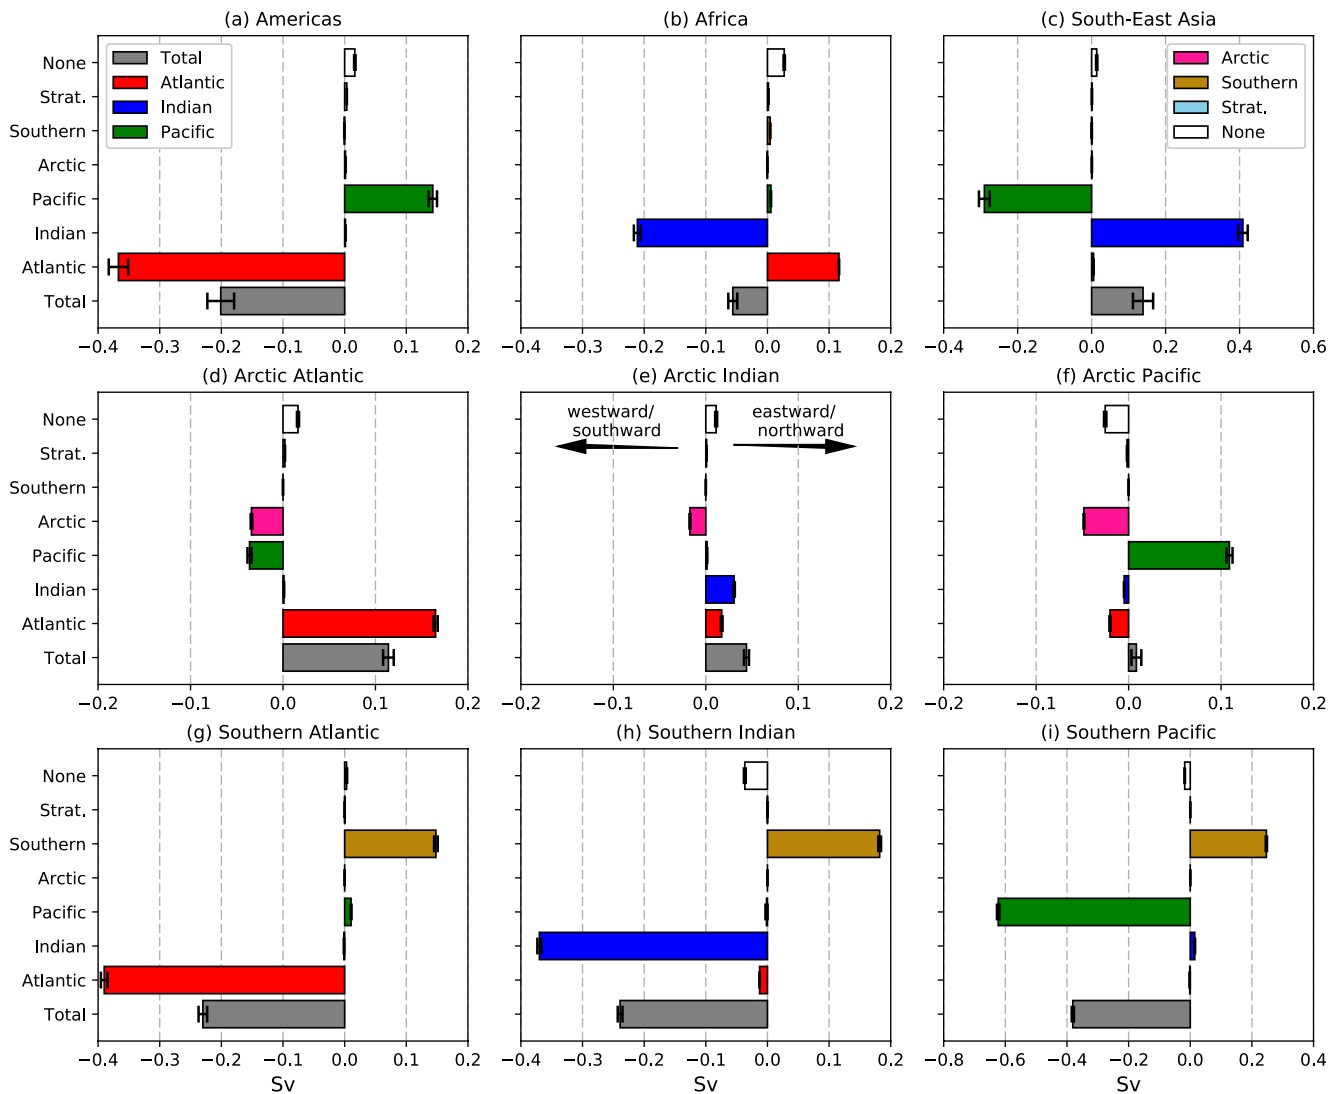 (a) Americas
(b) Africa
(c) South-East Asia
None
Strat.
Southern
Arctic
Pacific
Indian
Atlantic
Total
Total
Atlantic
Indian
Pacific
Arctic
Southern
Strat.
None
−0.4 −0.3 −0.2 −0.1 0.0 0.1 0.2
−0.4 −0.3 −0.2 −0.1 0.0 0.1 0.2
−0.4 −0.2 0.0 0.2 0.4 0.6
(d) Arctic Atlantic
(e) Arctic Indian
(f) Arctic Pacific
None
Strat.
Southern
Arctic
Pacific
Indian
Atlantic
Total
westward/
southward
eastward/
northward
−0.2 −0.1 0.0 0.1 0.2
−0.2 −0.1 0.0 0.1 0.2
−0.2 −0.1 0.0 0.1 0.2
(g) Southern Atlantic
(h) Southern Indian
(i) Southern Pacific
None
Strat.
Southern
Arctic
Pacific
Indian
Atlantic
Total
−0.4 −0.3 −0.2 −0.1 0.0 0.1 0.2
−0.4 −0.3 −0.2 −0.1 0.0 0.1 0.2
−0.8 −0.6 −0.4 −0.2 0.0 0.2 0.4
Sv
Sv
Sv